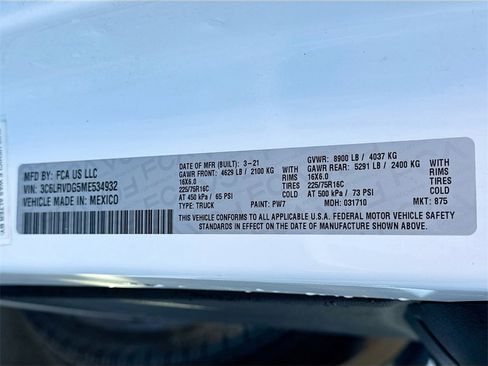 MFD BY: FCA US LLC
VIN: 3C6LRVDG5ME534932
VEHICLE MADE IN: MEXICO
DATE OF MFR (BUILT): 3-21
GAWR FRONT: 4629 LB / 2100 KG
16X6.0
225/75R16C
AT 450 kPa / 65 PSI
TYPE: TRUCK
WITH
RIMS
TIRES
COLD
PAINT: PW7
GVWR: 8900 LB / 4037 KG
GAWR REAR: 5291 LB / 2400 KG
16X6.0
225/75R16C
AT 500 kPa / 73 PSI
MDH: 031710
WITH
RIMS
TIRES
COLD
MKT: 875
THIS VEHICLE CONFORMS TO ALL APPLICABLE U.S.A. FEDERAL MOTOR VEHICLE SAFETY
STANDARDS IN EFFECT ON THE DATE OF MANUFACTURE SHOWN ABOVE.